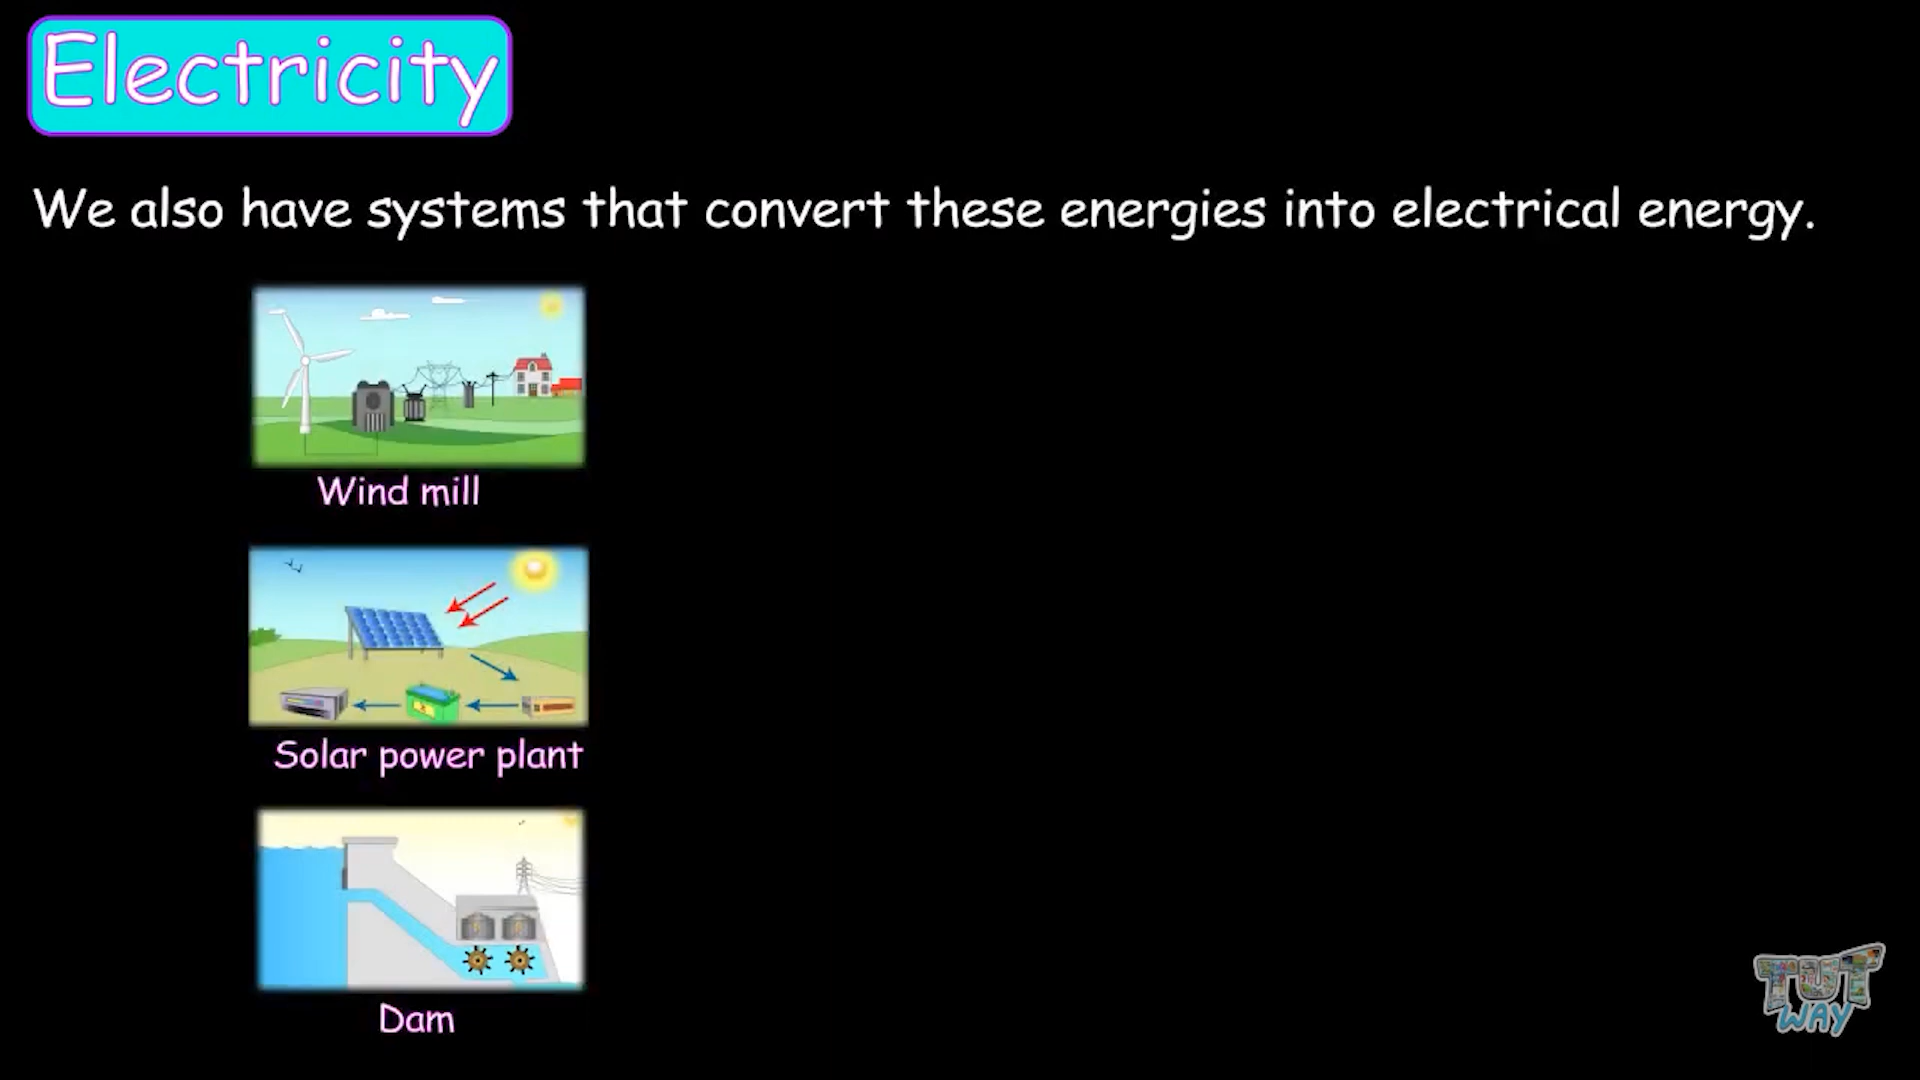 Electricity
We also have systems that convert these energies into electrical energy.
Wind mill
Solar power plant
Dam
TUT
WAY